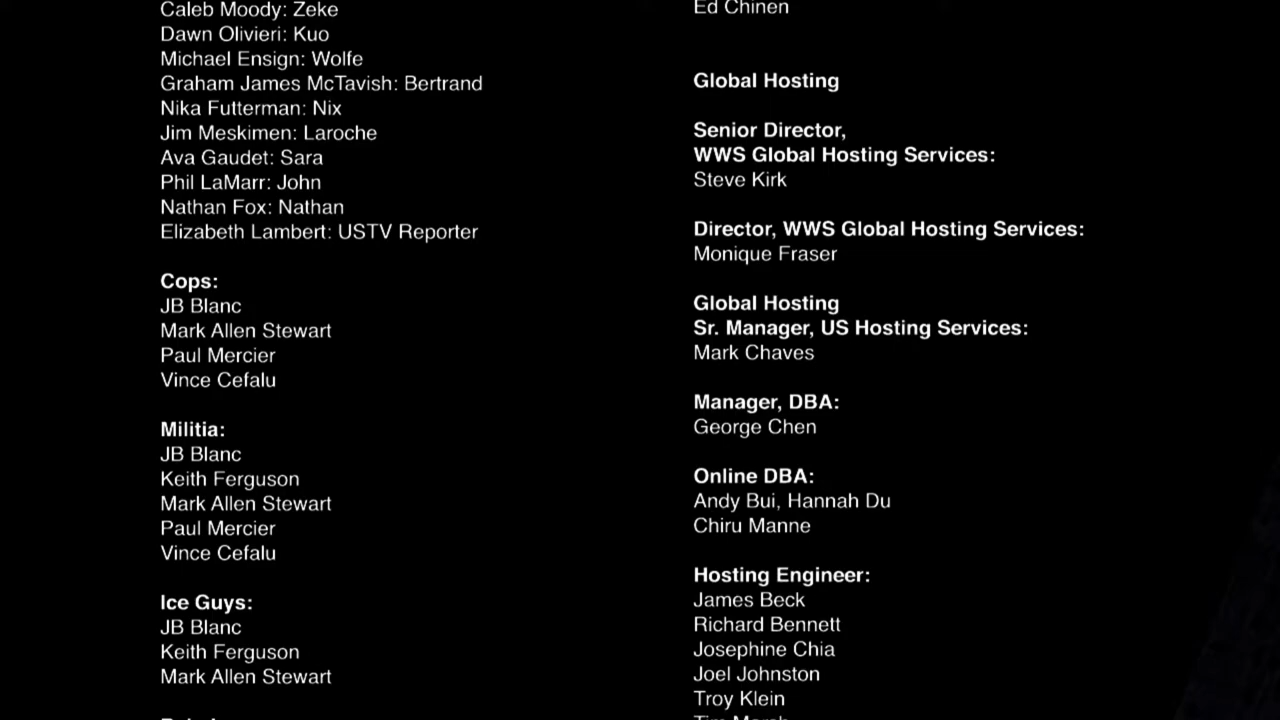 Caleb Moody: Zeke
Dawn Olivieri: Kuo
Michael Ensign: Wolfe
Graham James McTavish: Bertrand
Nika Futterman: Nix
Jim Meskimen: Laroche
Ava Gaudet: Sara
Phil LaMarr: John
Nathan Fox: Nathan
Elizabeth Lambert: USTV Reporter
Cops:
JB Blanc
Mark Allen Stewart
Paul Mercier
Vince Cefalu
Militia:
JB Blanc
Keith Ferguson
Mark Allen Stewart
Paul Mercier
Vince Cefalu
Ice Guys:
JB Blanc
Keith Ferguson
Mark Allen Stewart
Ed Chinen
Global Hosting
Senior Director,
WWS Global Hosting Services:
Steve Kirk
Director, WWS Global Hosting Services:
Monique Fraser
Global Hosting
Sr. Manager, US Hosting Services:
Mark Chaves
Manager, DBA:
George Chen
Online DBA:
Andy Bui, Hannah Du
Chiru Manne
Hosting Engineer:
James Beck
Richard Bennett
Josephine Chia
Joel Johnston
Troy Klein